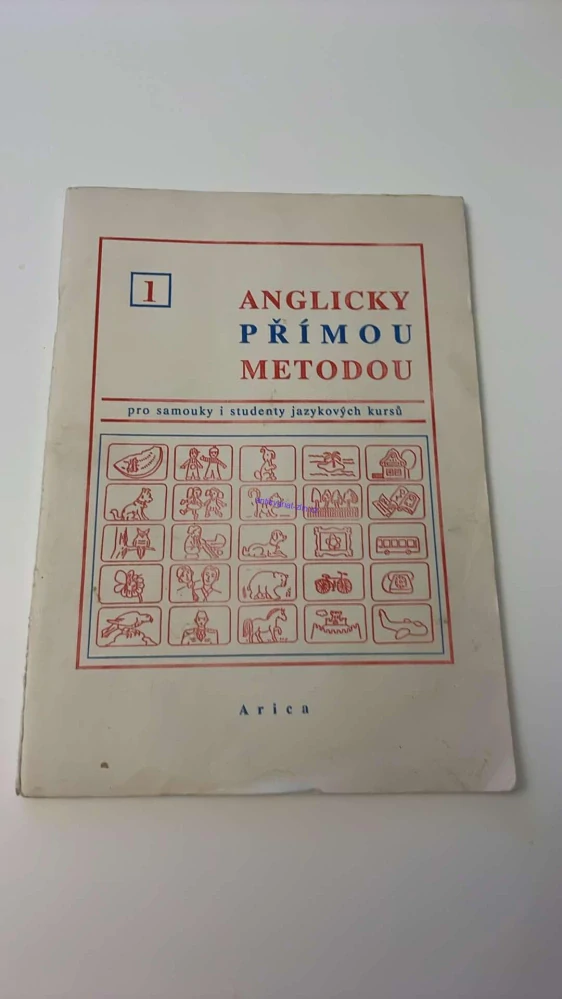 1
ANGLICKY
PŘÍMOU
METODOU
pro samouky i studenty jazykových kursů
Arica